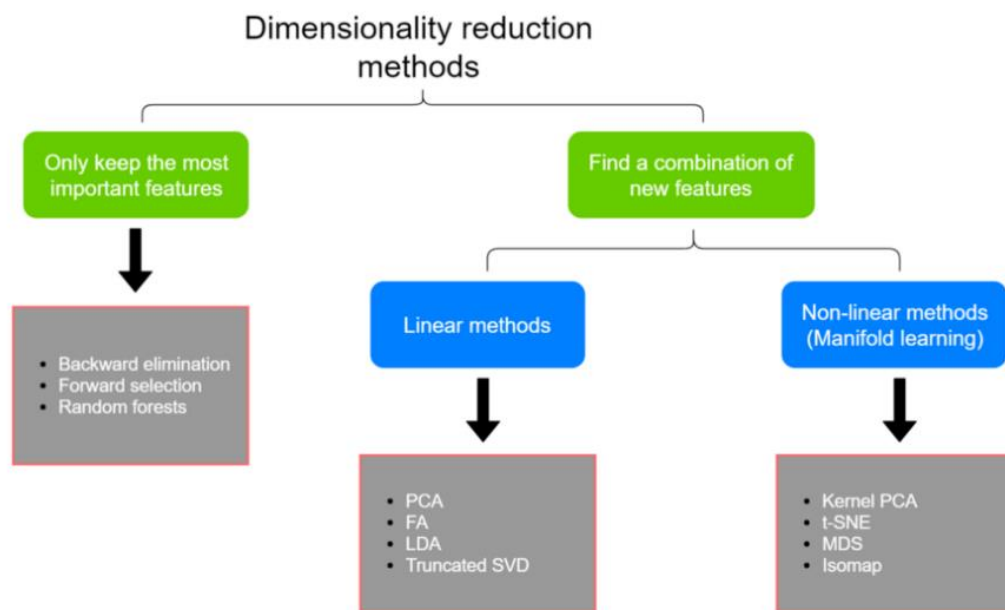 Dimensionality reduction
methods
Only keep the most
important features
Find a combination of
new features
Linear methods
Non-linear methods
(Manifold learning)
• Backward elimination
• Forward selection
• Random forests
• PCA
• FA
• LDA
• Truncated SVD
• Kernel PCA
• t-SNE
• MDS
• Isomap